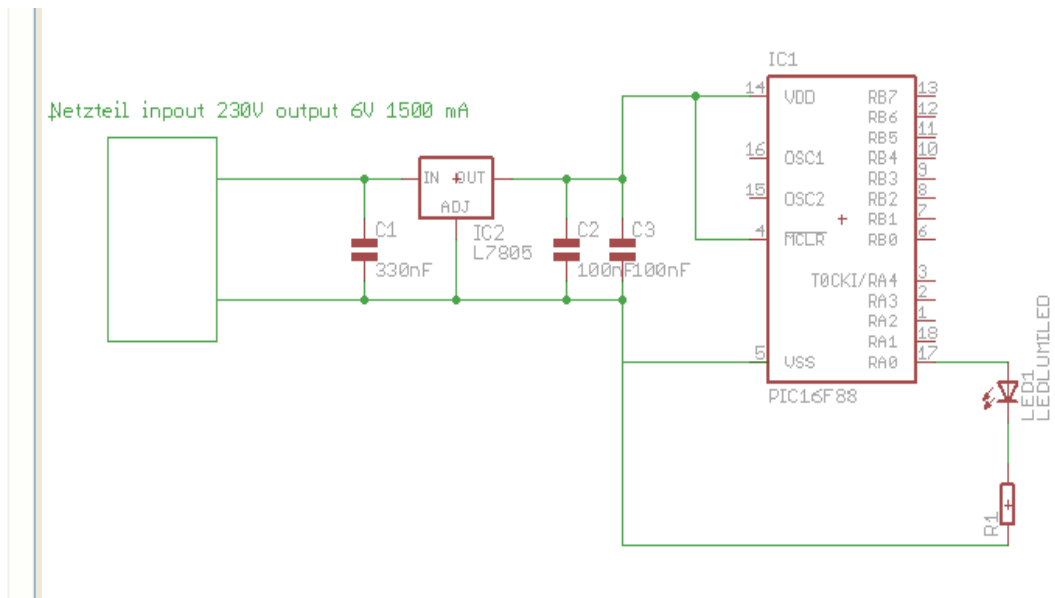 Netzteil inpout 230V output 6V 1500 mA
IN OUT
ADJ
IC2
L7805
C1
330nF
C2
100nF
C3
100nF
IC1
14 VDD
16 OSC1
15 OSC2
4 MCLR
5 VSS
RB7 13
RB6 12
RB5 11
RB4 10
RB3 9
RB2 8
RB1 7
RB0 6
T0CKI/RA4 3
RA3 2
RA2 1
RA1 18
RA0 17
PIC16F88
LED1
LEDLUMILED
R1